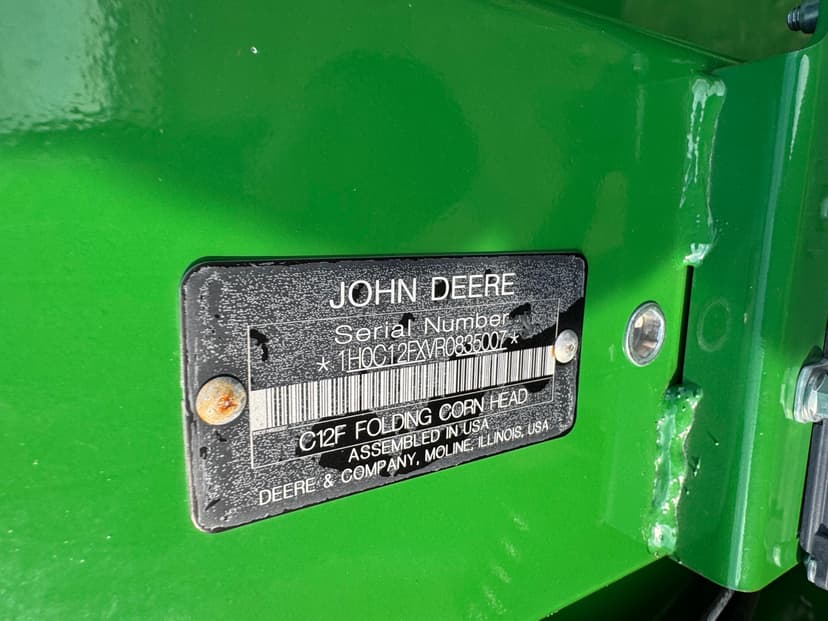 JOHN DEERE
Serial Number
*1H0C12FXVR0835007*
C12F FOLDING CORN HEAD
ASSEMBLED IN USA
DEERE & COMPANY, MOLINE, ILLINOIS, USA